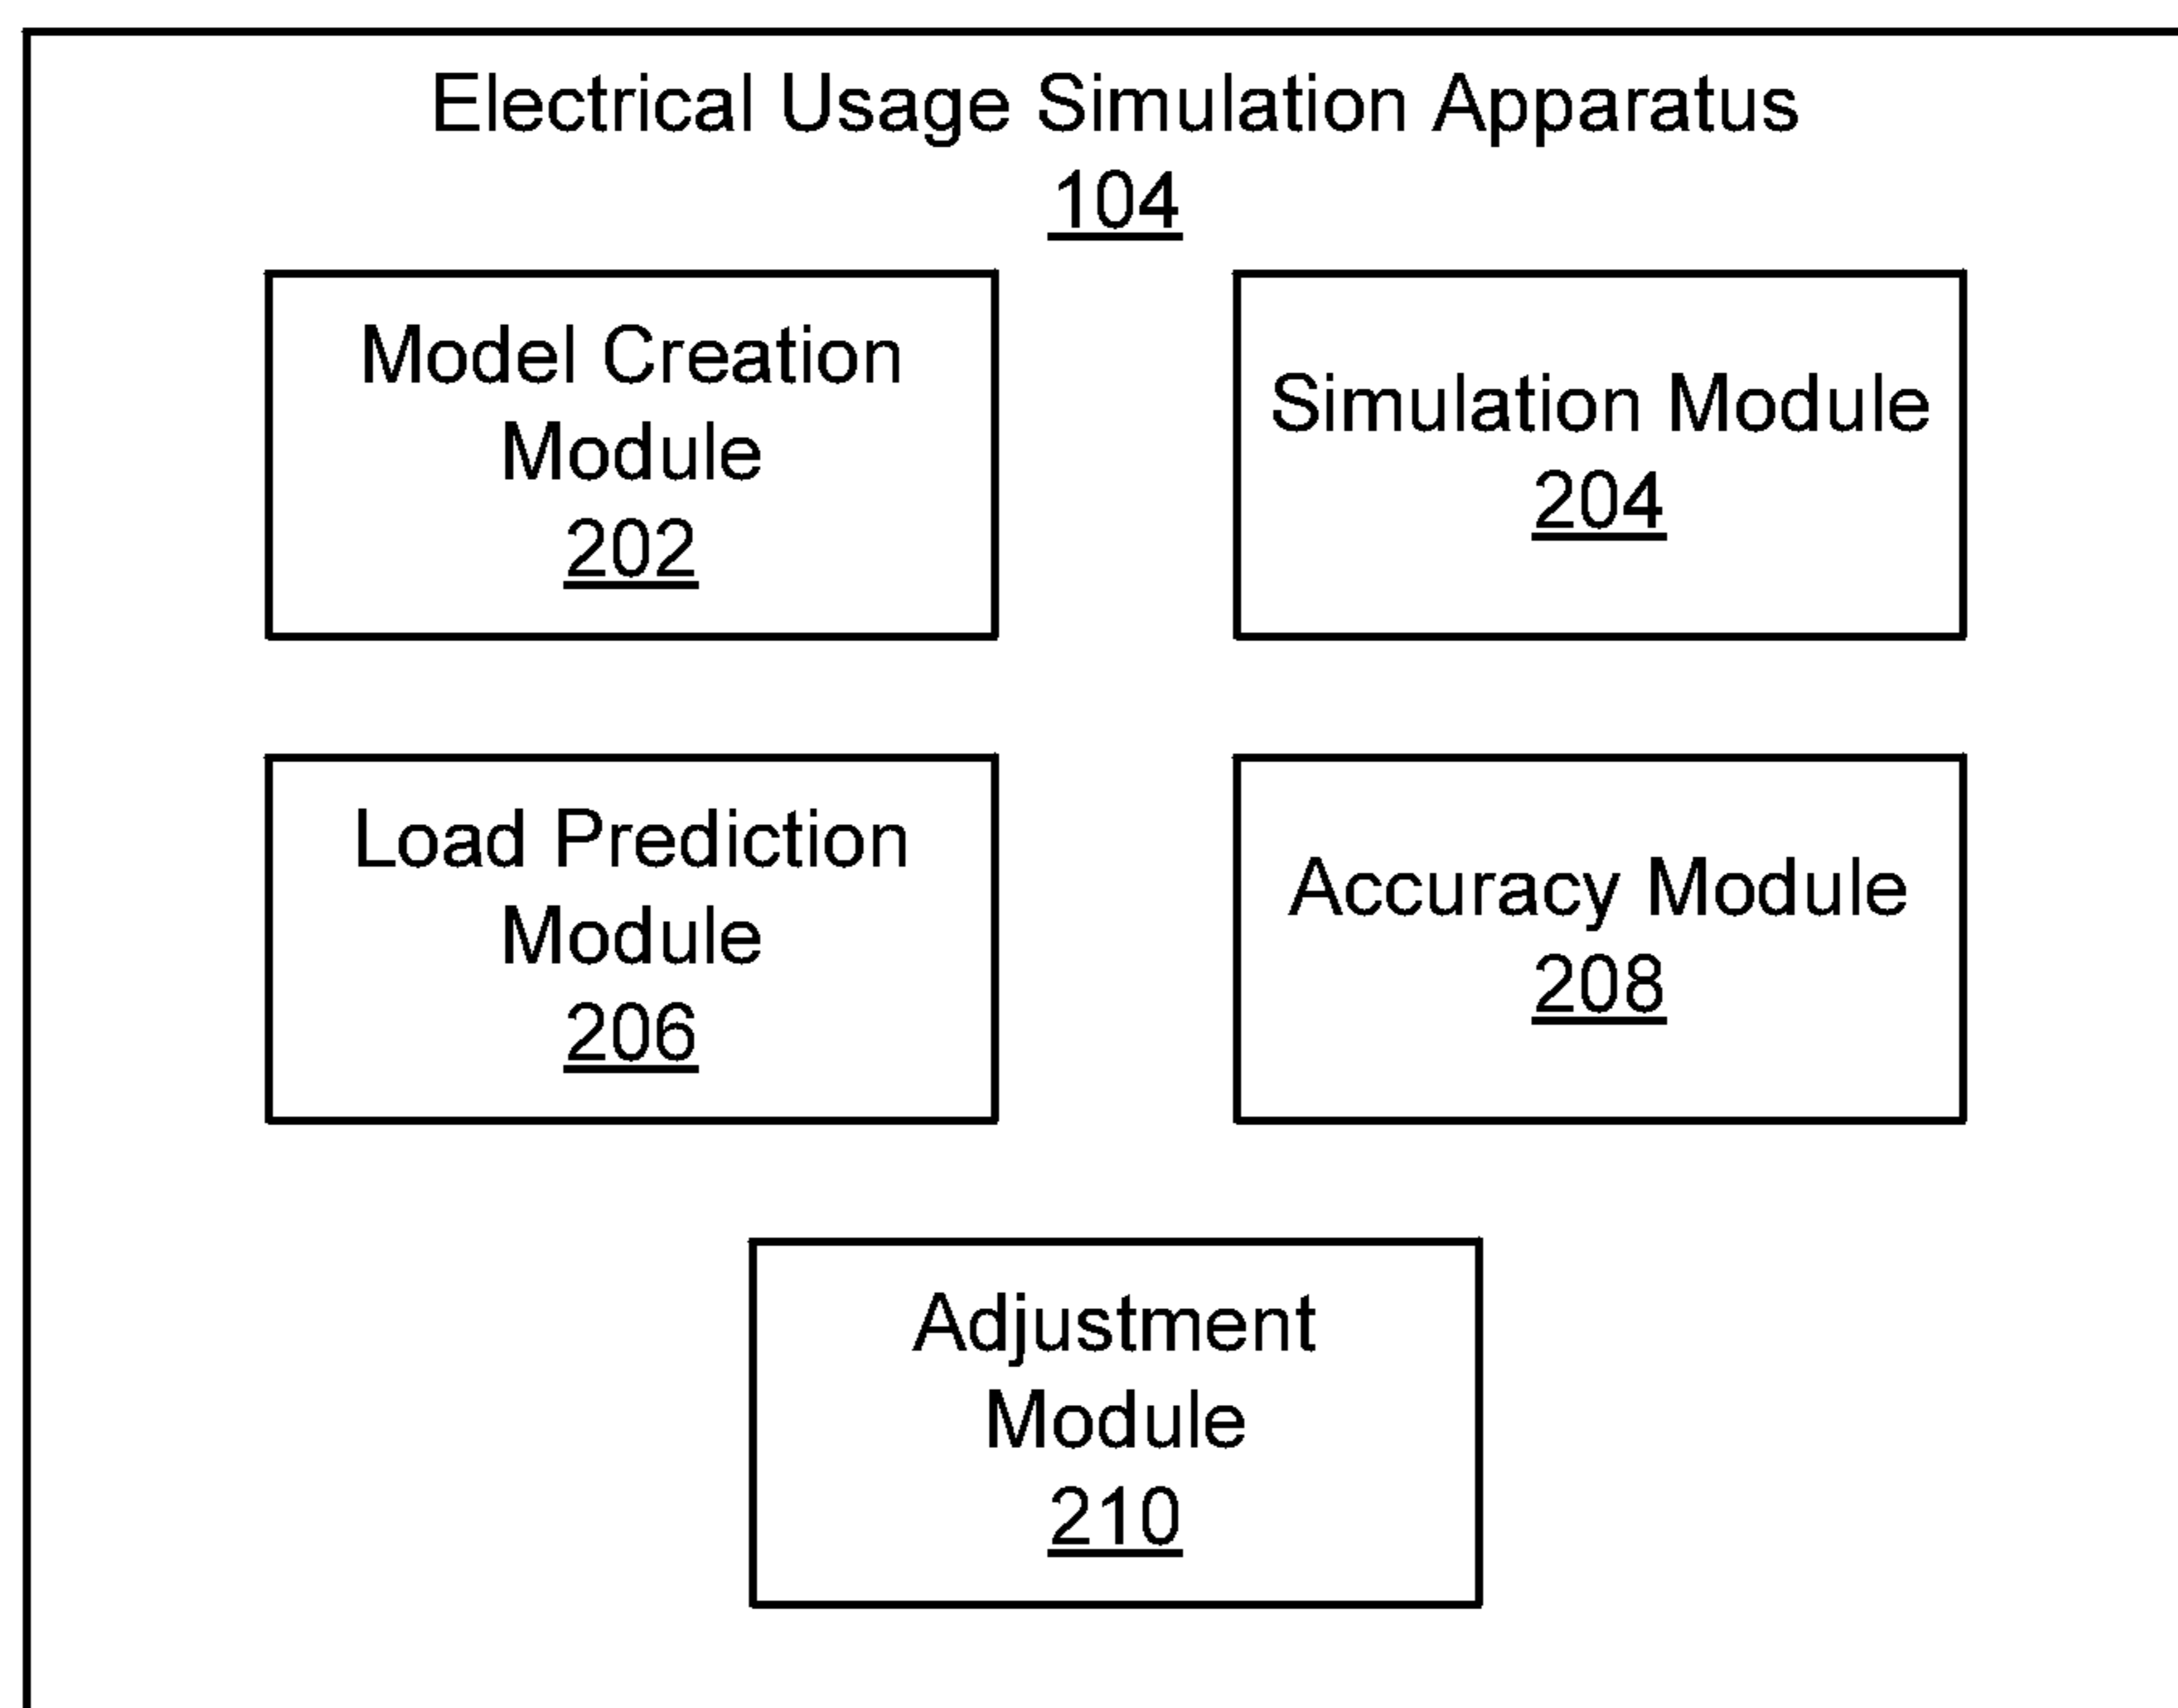 Electrical Usage Simulation Apparatus
104
Model Creation
Module
202
Simulation Module
204
Load Prediction
Module
206
Accuracy Module
208
Adjustment
Module
210